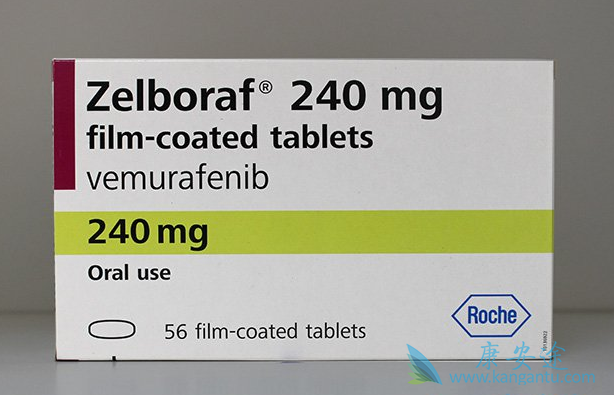 Zelboraf® 240 mg
film-coated tablets
vemurafenib
240 mg
Oral use
56 film-coated tablets
Roche
康安途
www.kangantu.com